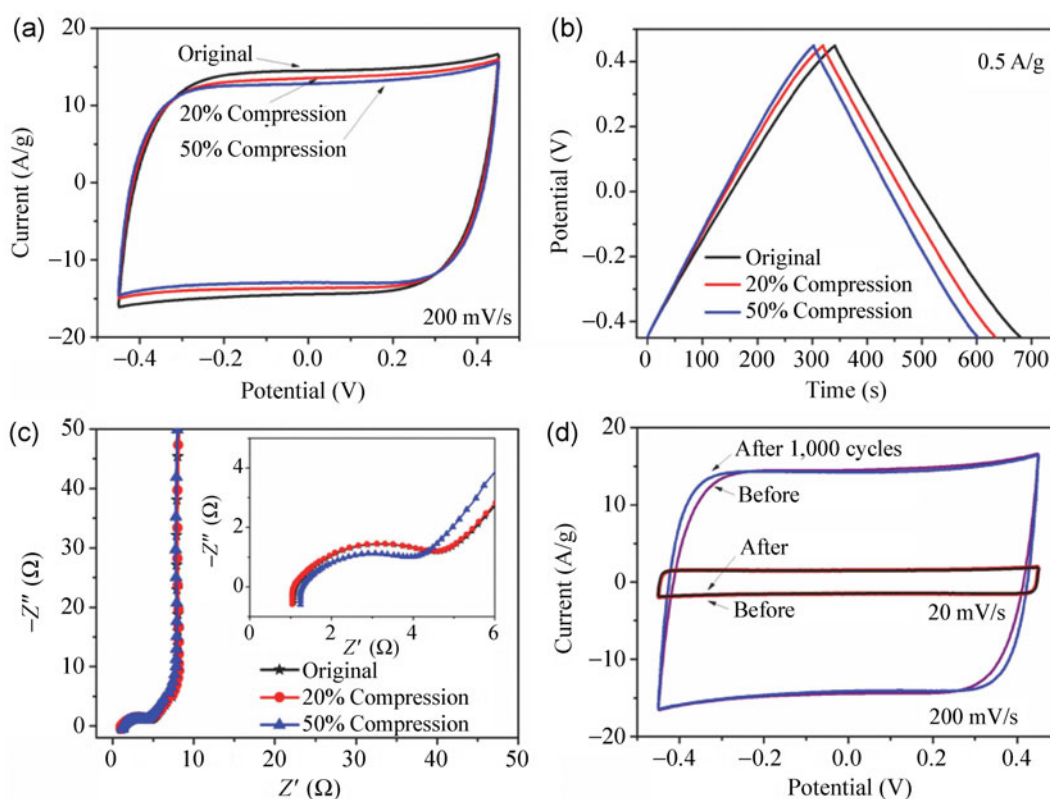 (a)
20
10
0
−10
−20
Current (A/g)
Original
20% Compression
50% Compression
200 mV/s
−0.4
−0.2
0.0
0.2
0.4
Potential (V)
(b)
0.4
0.0
−0.4
Potential (V)
0.5 A/g
Original
20% Compression
50% Compression
0
100
200
300
400
500
600
700
Time (s)
(c)
50
40
30
20
10
0
−Z″ (Ω)
4
2
0
−Z″ (Ω)
0
2
4
6
Z′ (Ω)
Original
20% Compression
50% Compression
0
10
20
30
40
50
Z′ (Ω)
(d)
20
10
0
−10
−20
Current (A/g)
After 1,000 cycles
Before
After
Before
20 mV/s
200 mV/s
−0.4
−0.2
0.0
0.2
0.4
Potential (V)